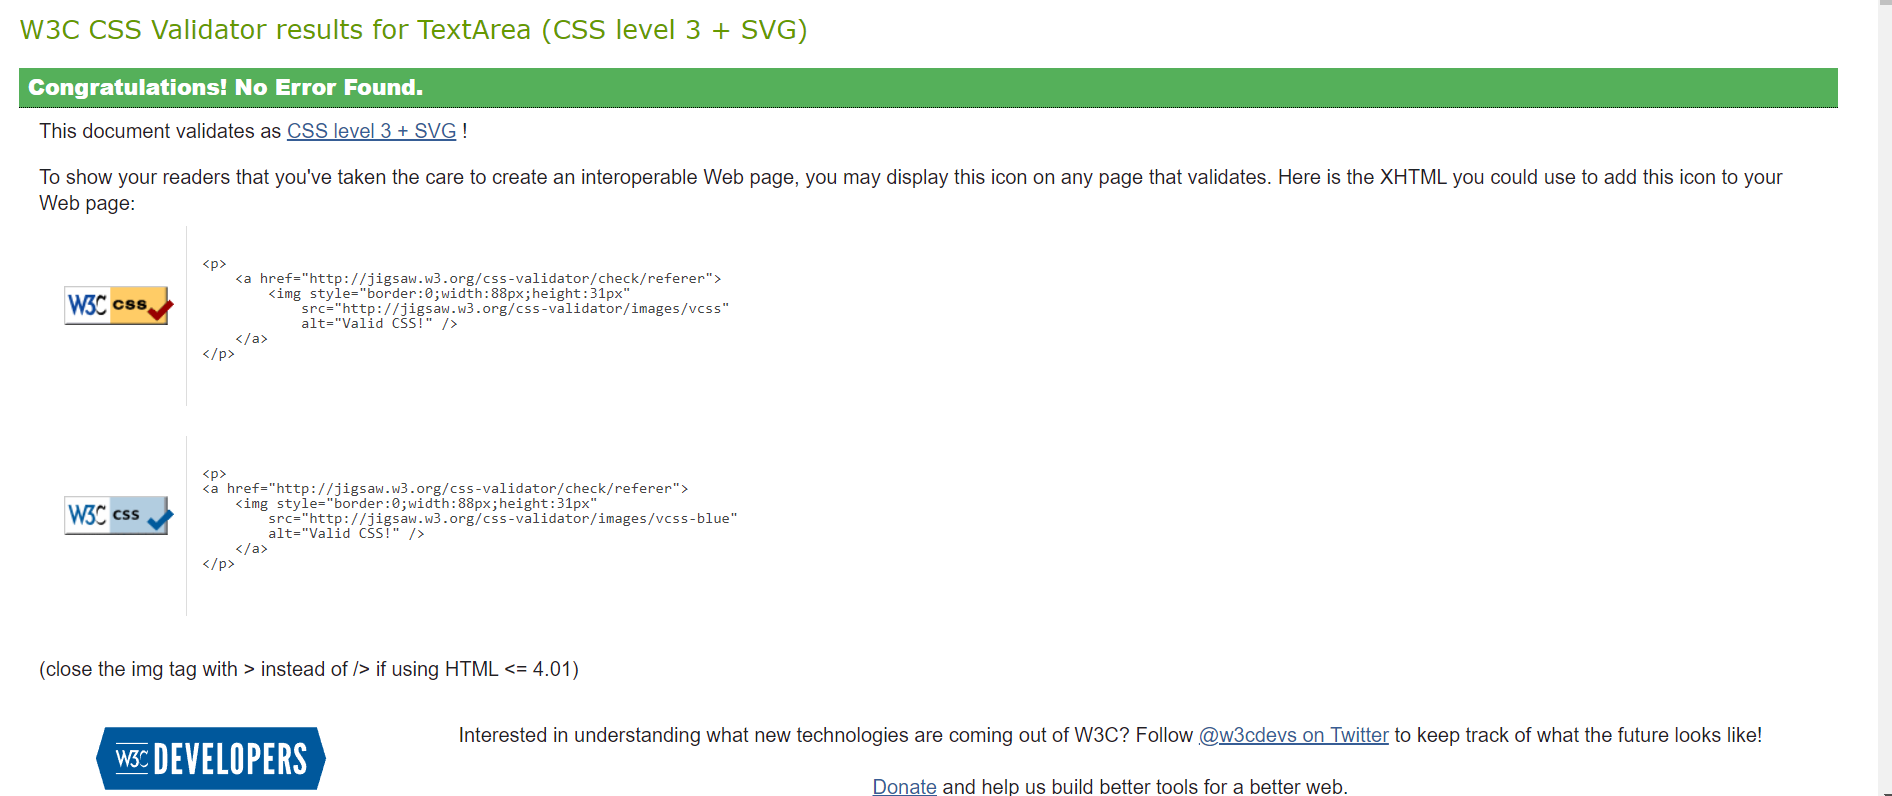 W3C CSS Validator results for TextArea (CSS level 3 + SVG)
Congratulations! No Error Found.
This document validates as CSS level 3 + SVG !
To show your readers that you've taken the care to create an interoperable Web page, you may display this icon on any page that validates. Here is the XHTML you could use to add this icon to your
Web page:
W3C css
<p>
<a href="http://jigsaw.w3.org/css-validator/check/referer">
<img style="border:0;width:88px;height:31px"
src="http://jigsaw.w3.org/css-validator/images/vcss"
alt="Valid CSS!" />
</a>
</p>
W3C css
<p>
<a href="http://jigsaw.w3.org/css-validator/check/referer">
<img style="border:0;width:88px;height:31px"
src="http://jigsaw.w3.org/css-validator/images/vcss-blue"
alt="Valid CSS!" />
</a>
</p>
(close the img tag with > instead of /> if using HTML <= 4.01)
W3C DEVELOPERS
Interested in understanding what new technologies are coming out of W3C? Follow @w3cdevs on Twitter to keep track of what the future looks like!
Donate and help us build better tools for a better web.